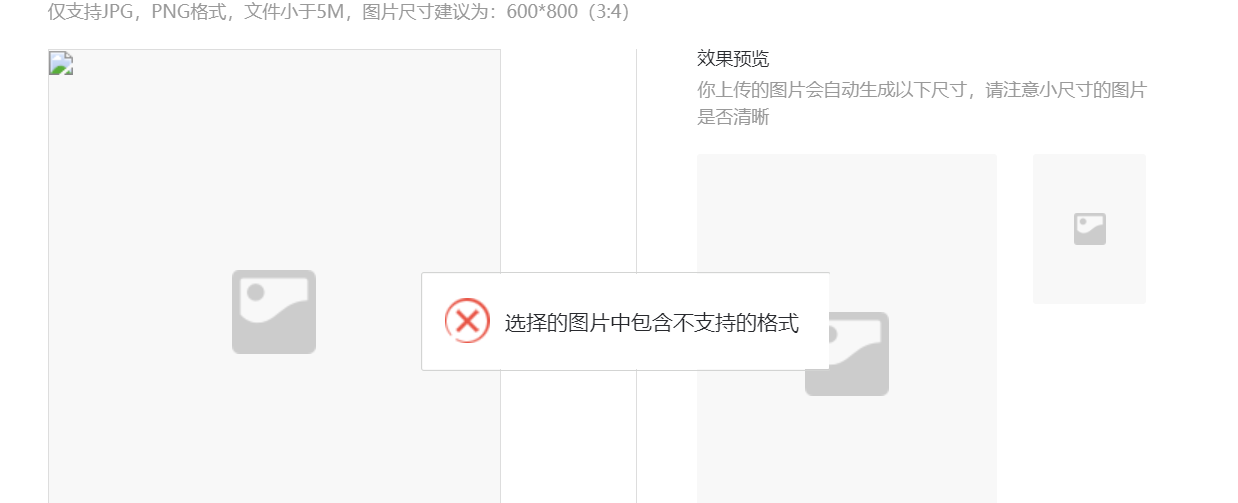 仅支持JPG，PNG格式，文件小于5M，图片尺寸建议为：600*800（3:4）
效果预览
你上传的图片会自动生成以下尺寸，请注意小尺寸的图片
是否清晰
选择的图片中包含不支持的格式